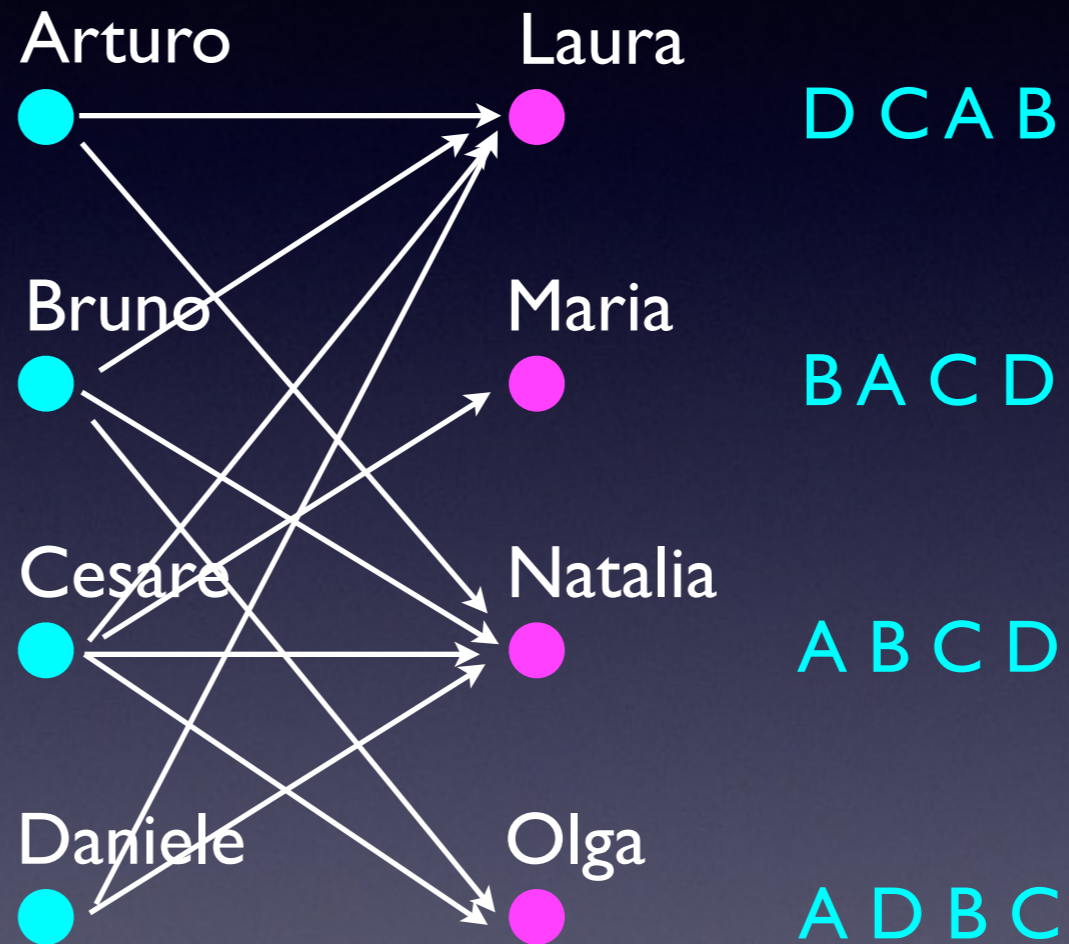 Arturo Laura
D C A B
Bruno Maria
B A C D
Cesare Natalia
A B C D
Daniele Olga
A D B C